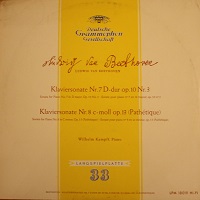 Deutsche
Grammophon
Gesellschaft
Ludwig van Beethoven
LUDWIG VAN BEETHOVEN
Klaviersonate Nr. 7 D-dur op. 10 Nr. 3
Klaviersonate Nr. 8 c-moll op. 13 (Pathétique)
Wilhelm Kempff, Piano
LANGSPIELPLATTE
33